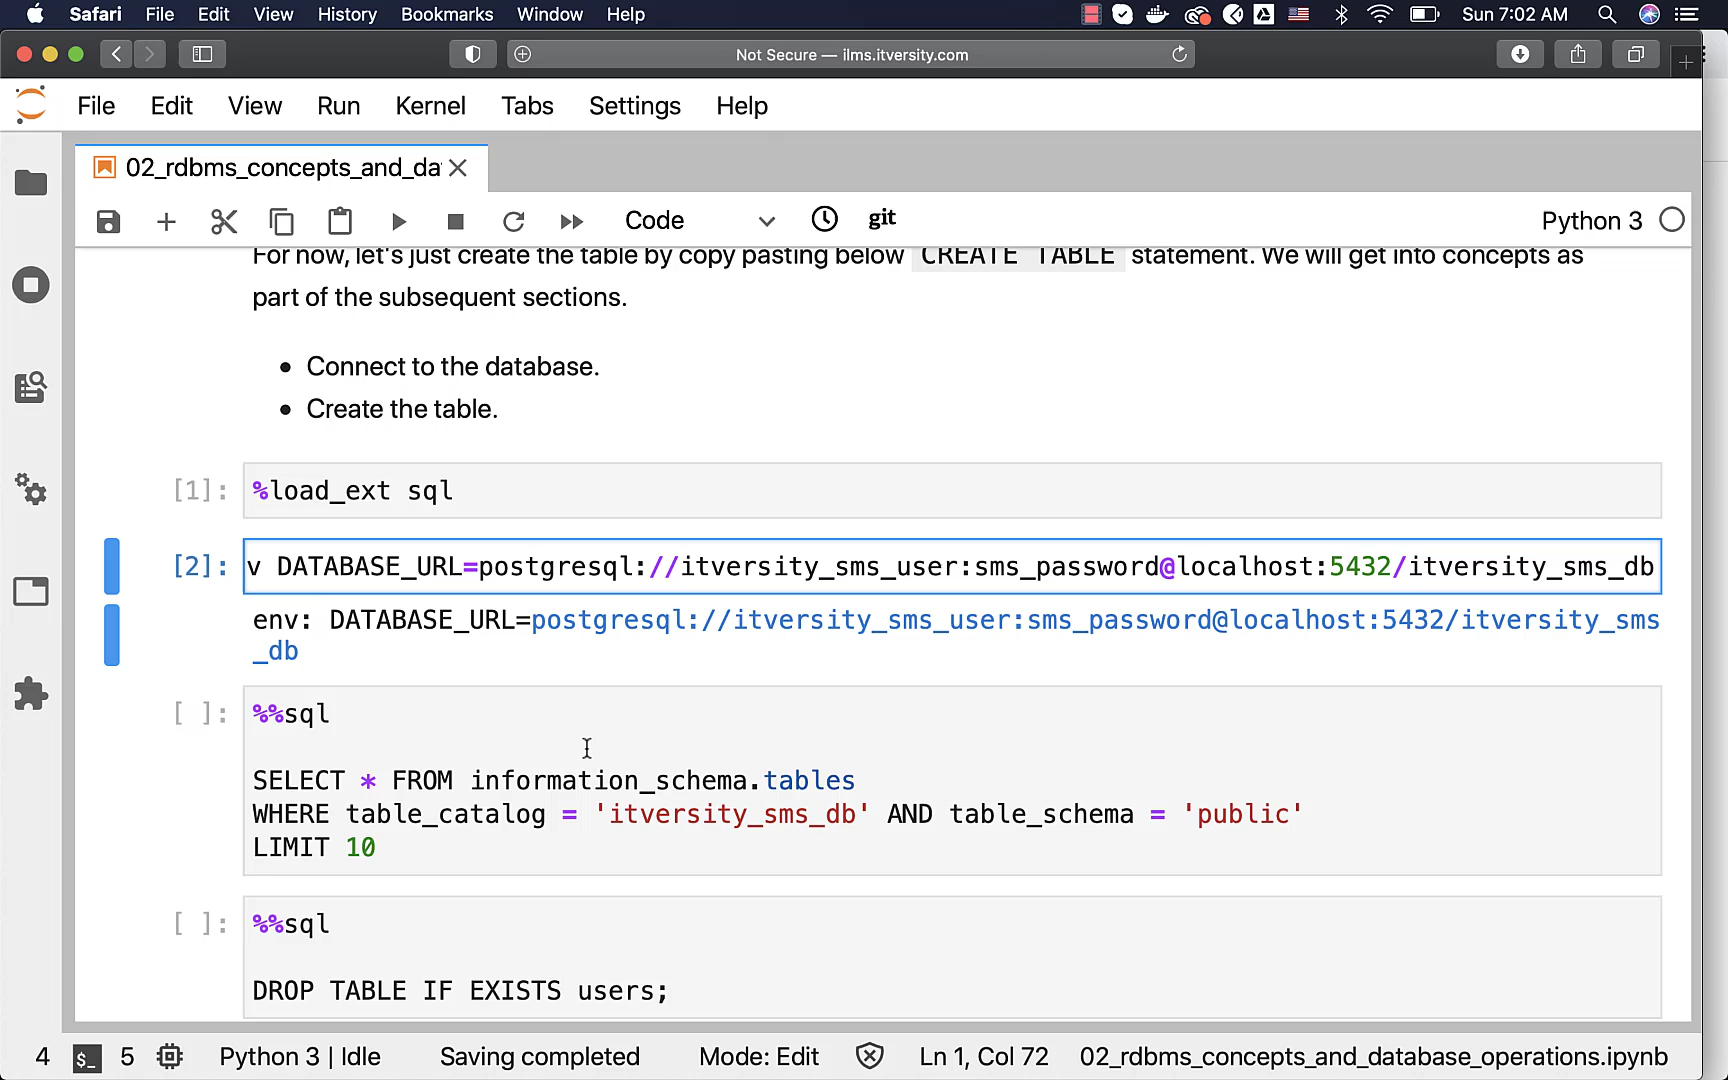 Safari File Edit View History Bookmarks Window Help Sun 7:02 AM
Not Secure — ilms.itversity.com
File Edit View Run Kernel Tabs Settings Help
02_rdbms_concepts_and_da
Code git Python 3
For now, let's just create the table by copy pasting below CREATE TABLE statement. We will get into concepts as
part of the subsequent sections.
• Connect to the database.
• Create the table.
[1]: %load_ext sql
[2]: v DATABASE_URL=postgresql://itversity_sms_user:sms_password@localhost:5432/itversity_sms_db
env: DATABASE_URL=postgresql://itversity_sms_user:sms_password@localhost:5432/itversity_sms
_db
[ ]: %%sql
SELECT * FROM information_schema.tables
WHERE table_catalog = 'itversity_sms_db' AND table_schema = 'public'
LIMIT 10
[ ]: %%sql
DROP TABLE IF EXISTS users;
4 $_ 5 Python 3 | Idle Saving completed Mode: Edit Ln 1, Col 72 02_rdbms_concepts_and_database_operations.ipynb